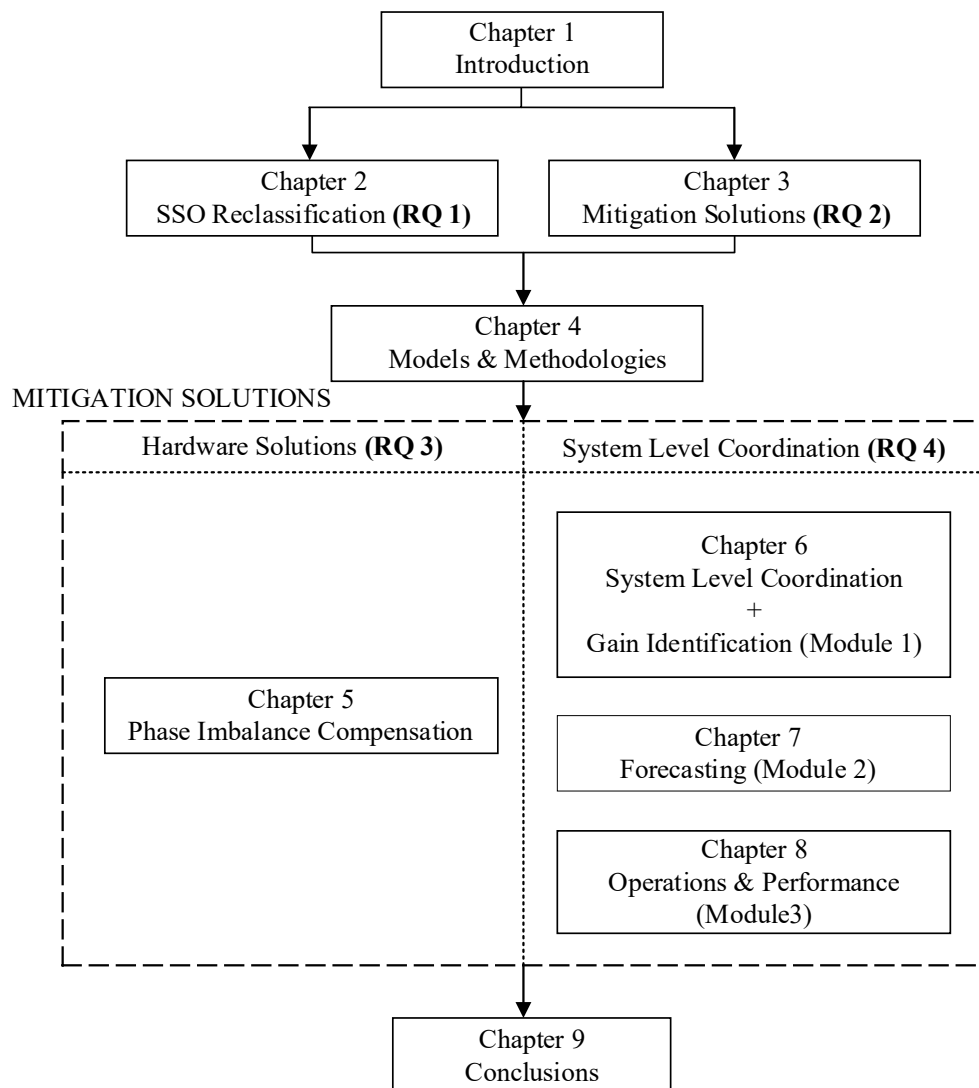 Chapter 1
Introduction
Chapter 2
SSO Reclassification (RQ 1)
Chapter 3
Mitigation Solutions (RQ 2)
Chapter 4
Models & Methodologies
MITIGATION SOLUTIONS
Hardware Solutions (RQ 3)
System Level Coordination (RQ 4)
Chapter 5
Phase Imbalance Compensation
Chapter 6
System Level Coordination
+
Gain Identification (Module 1)
Chapter 7
Forecasting (Module 2)
Chapter 8
Operations & Performance
(Module3)
Chapter 9
Conclusions